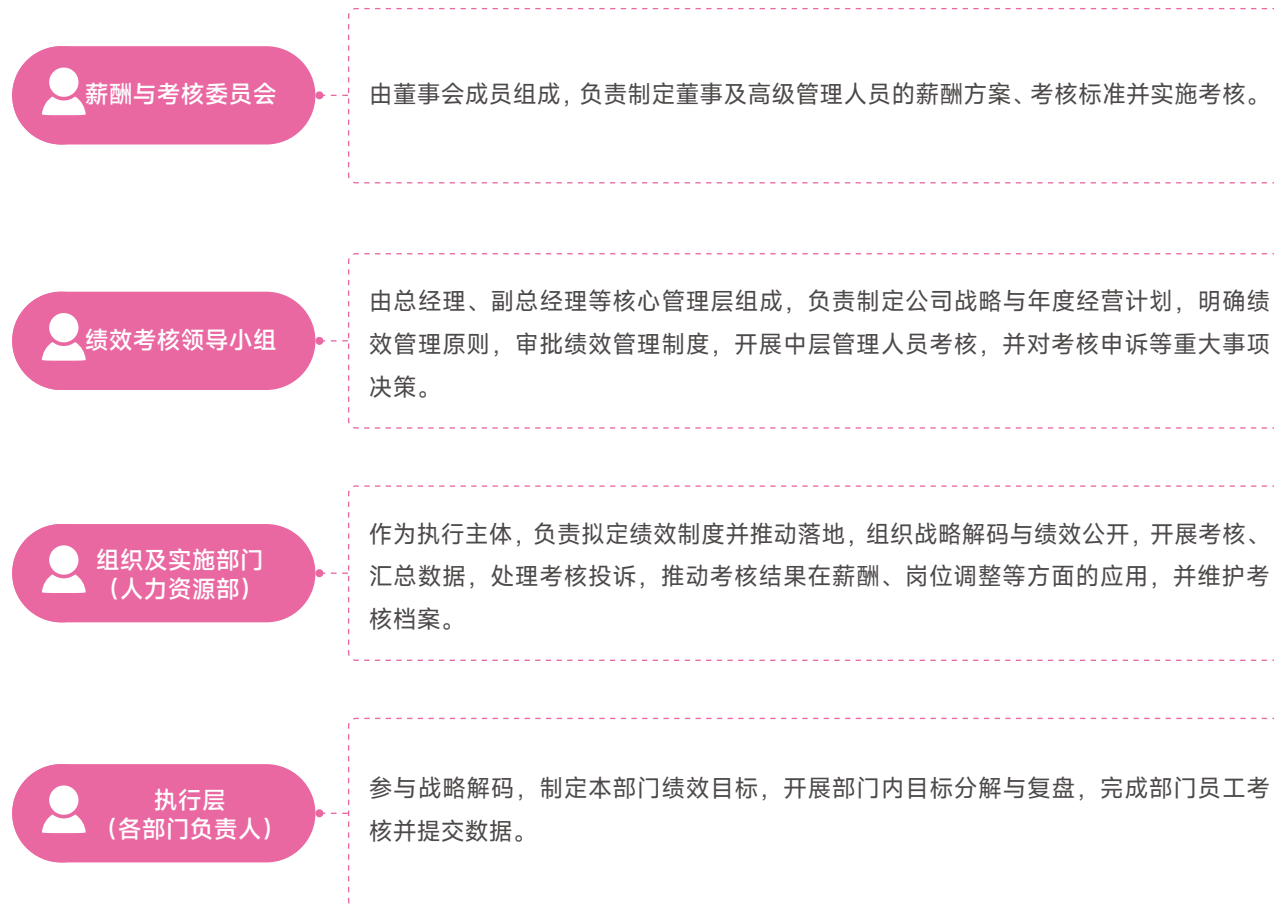 薪酬与考核委员会
由董事会成员组成，负责制定董事及高级管理人员的薪酬方案、考核标准并实施考核。
绩效考核领导小组
由总经理、副总经理等核心管理层组成，负责制定公司战略与年度经营计划，明确绩
效管理原则，审批绩效管理制度，开展中层管理人员考核，并对考核申诉等重大事项
决策。
组织及实施部门
（人力资源部）
作为执行主体，负责拟定绩效制度并推动落地，组织战略解码与绩效公开，开展考核、
汇总数据，处理考核投诉，推动考核结果在薪酬、岗位调整等方面的应用，并维护考
核档案。
执行层
（各部门负责人）
参与战略解码，制定本部门绩效目标，开展部门内目标分解与复盘，完成部门员工考
核并提交数据。